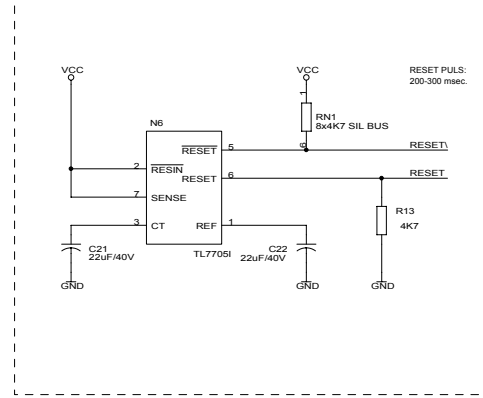 VCC
VCC
RESET PULS:
200-300 msec.
1
RN1
8x4K7 SIL BUS
N6
RESET
5
6
RESET\
2
RESIN
RESET
6
RESET
7
SENSE
R13
4K7
3
CT
REF
1
C21
22uF/40V
TL7705I
C22
22uF/40V
GND
GND
GND